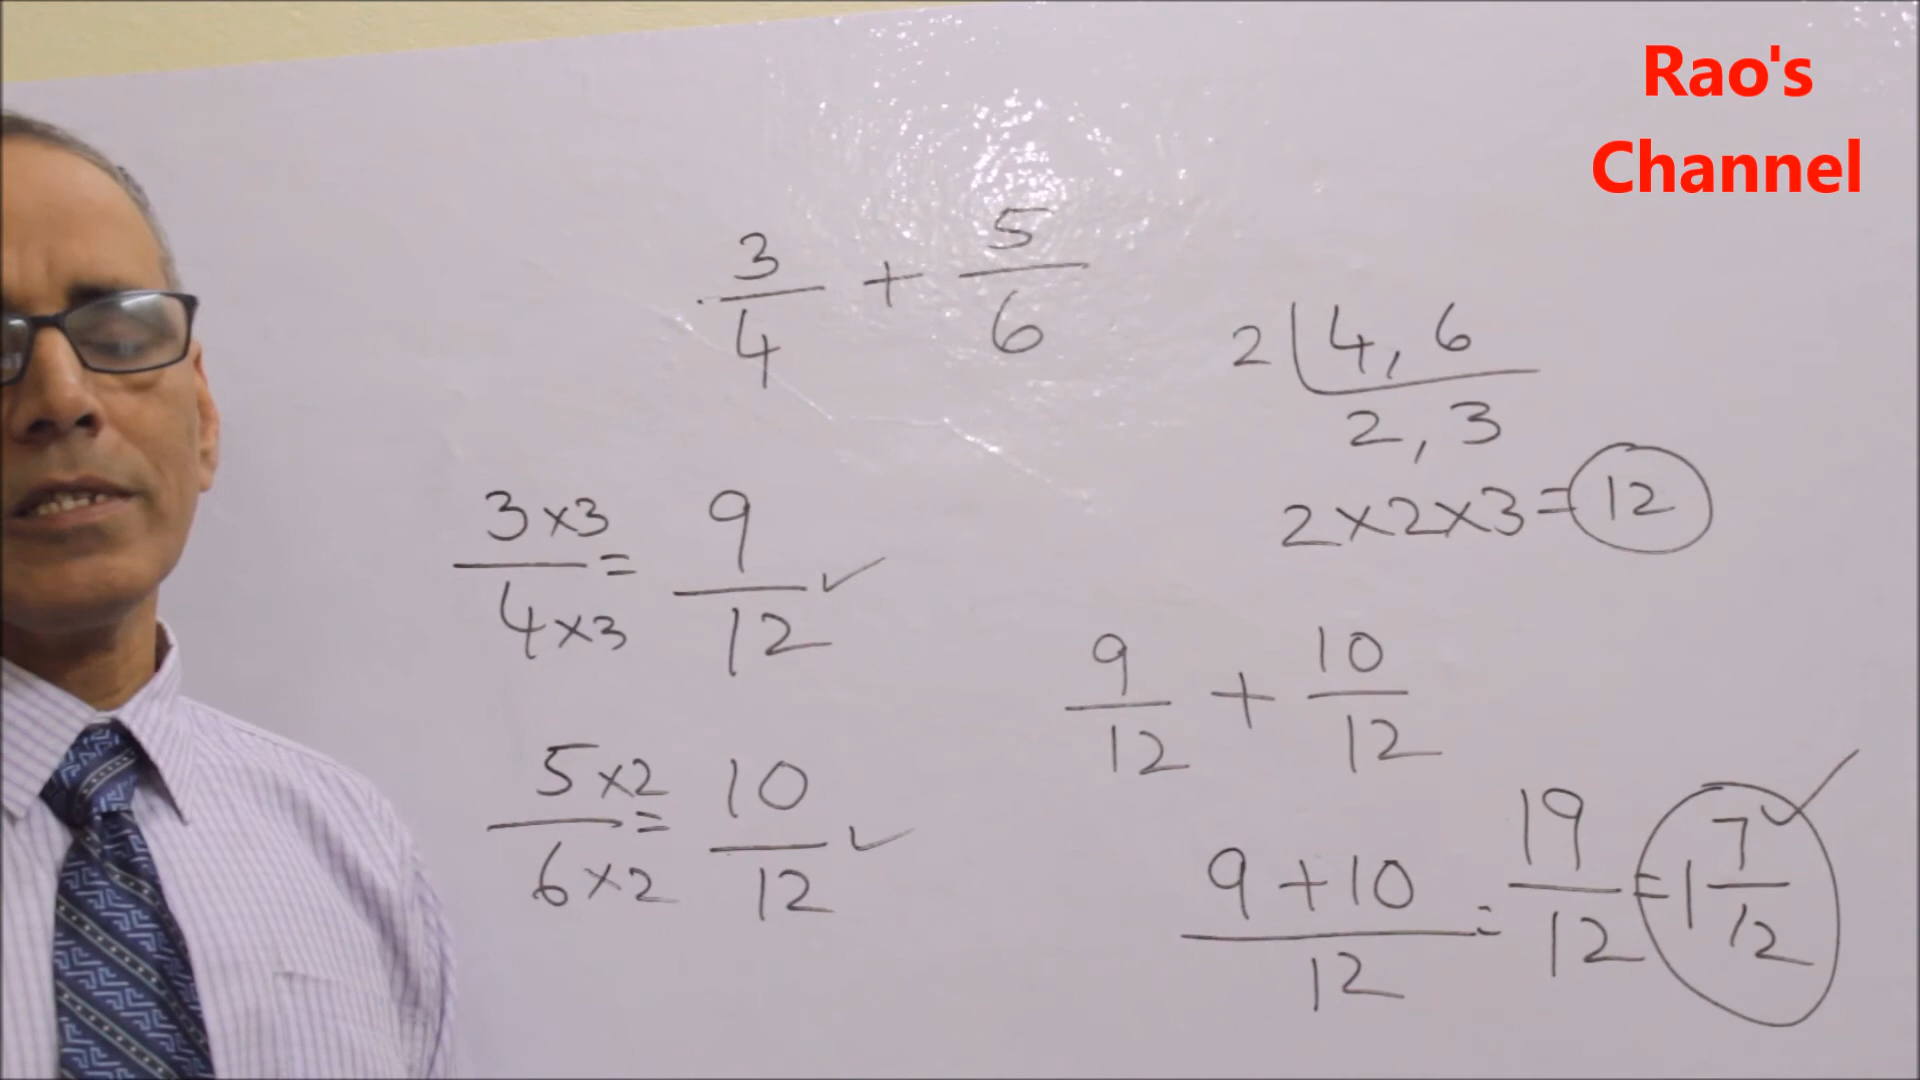 Rao's
Channel
3/4 + 5/6
2 | 4, 6
2, 3
2×2×3 = 12
3×3/4×3 = 9/12 ✓
5×2/6×2 = 10/12 ✓
9/12 + 10/12
9+10/12 = 19/12 = 1 7/12 ✓